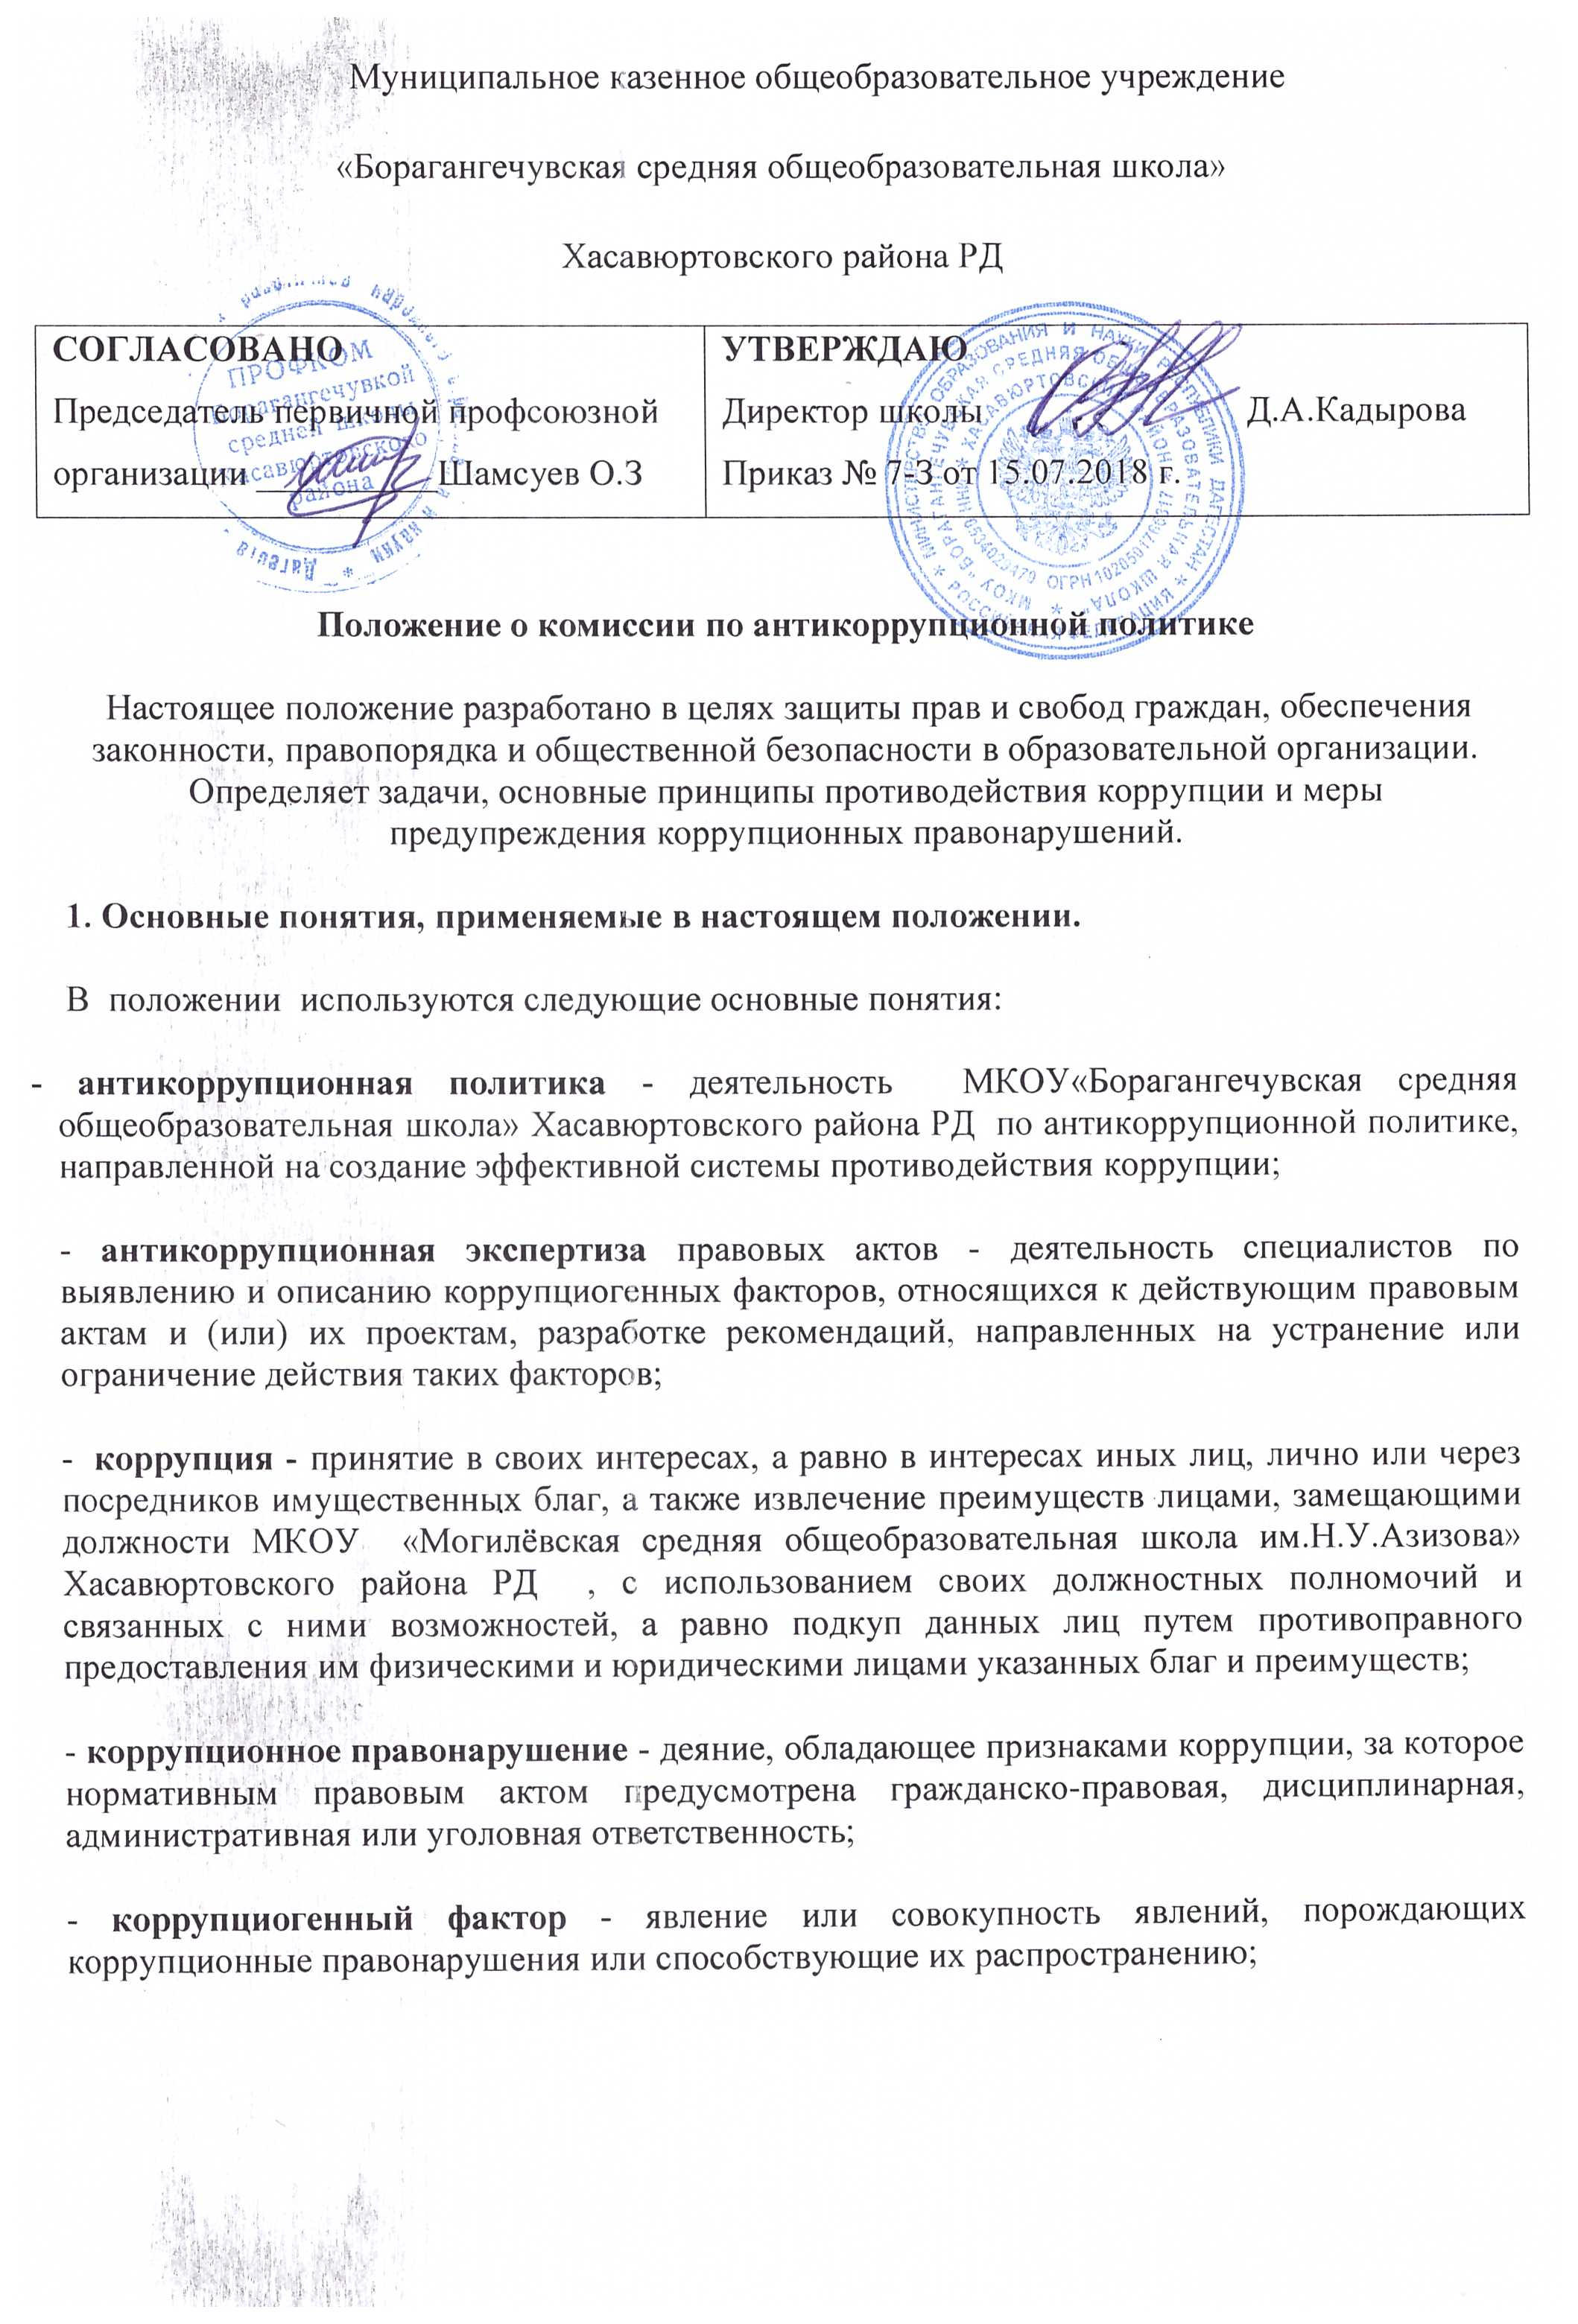 Муниципальное казенное общеобразовательное учреждение
«Борагангечувская средняя общеобразовательная школа»
Хасавюртовского района РД
СОГЛАСОВАНО
Председатель первичной профсоюзной
организации __________Шамсуев О.З
ПРОФКОМ
Борагангечувкой
средней школы
Хасавюртовского
района
УТВЕРЖДАЮ
Директор школы Д.А.Кадырова
Приказ № 7-3 от 15.07.2018 г.
Положение о комиссии по антикоррупционной политике
Настоящее положение разработано в целях защиты прав и свобод граждан, обеспечения
законности, правопорядка и общественной безопасности в образовательной организации.
Определяет задачи, основные принципы противодействия коррупции и меры
предупреждения коррупционных правонарушений.
1. Основные понятия, применяемые в настоящем положении.
В положении используются следующие основные понятия:
- антикоррупционная политика - деятельность МКОУ«Борагангечувская средняя
общеобразовательная школа» Хасавюртовского района РД по антикоррупционной политике,
направленной на создание эффективной системы противодействия коррупции;
- антикоррупционная экспертиза правовых актов - деятельность специалистов по
выявлению и описанию коррупциогенных факторов, относящихся к действующим правовым
актам и (или) их проектам, разработке рекомендаций, направленных на устранение или
ограничение действия таких факторов;
- коррупция - принятие в своих интересах, а равно в интересах иных лиц, лично или через
посредников имущественных благ, а также извлечение преимуществ лицами, замещающими
должности МКОУ «Могилёвская средняя общеобразовательная школа им.Н.У.Азизова»
Хасавюртовского района РД , с использованием своих должностных полномочий и
связанных с ними возможностей, а равно подкуп данных лиц путем противоправного
предоставления им физическими и юридическими лицами указанных благ и преимуществ;
- коррупционное правонарушение - деяние, обладающее признаками коррупции, за которое
нормативным правовым актом предусмотрена гражданско-правовая, дисциплинарная,
административная или уголовная ответственность;
- коррупциогенный фактор - явление или совокупность явлений, порождающих
коррупционные правонарушения или способствующие их распространению;